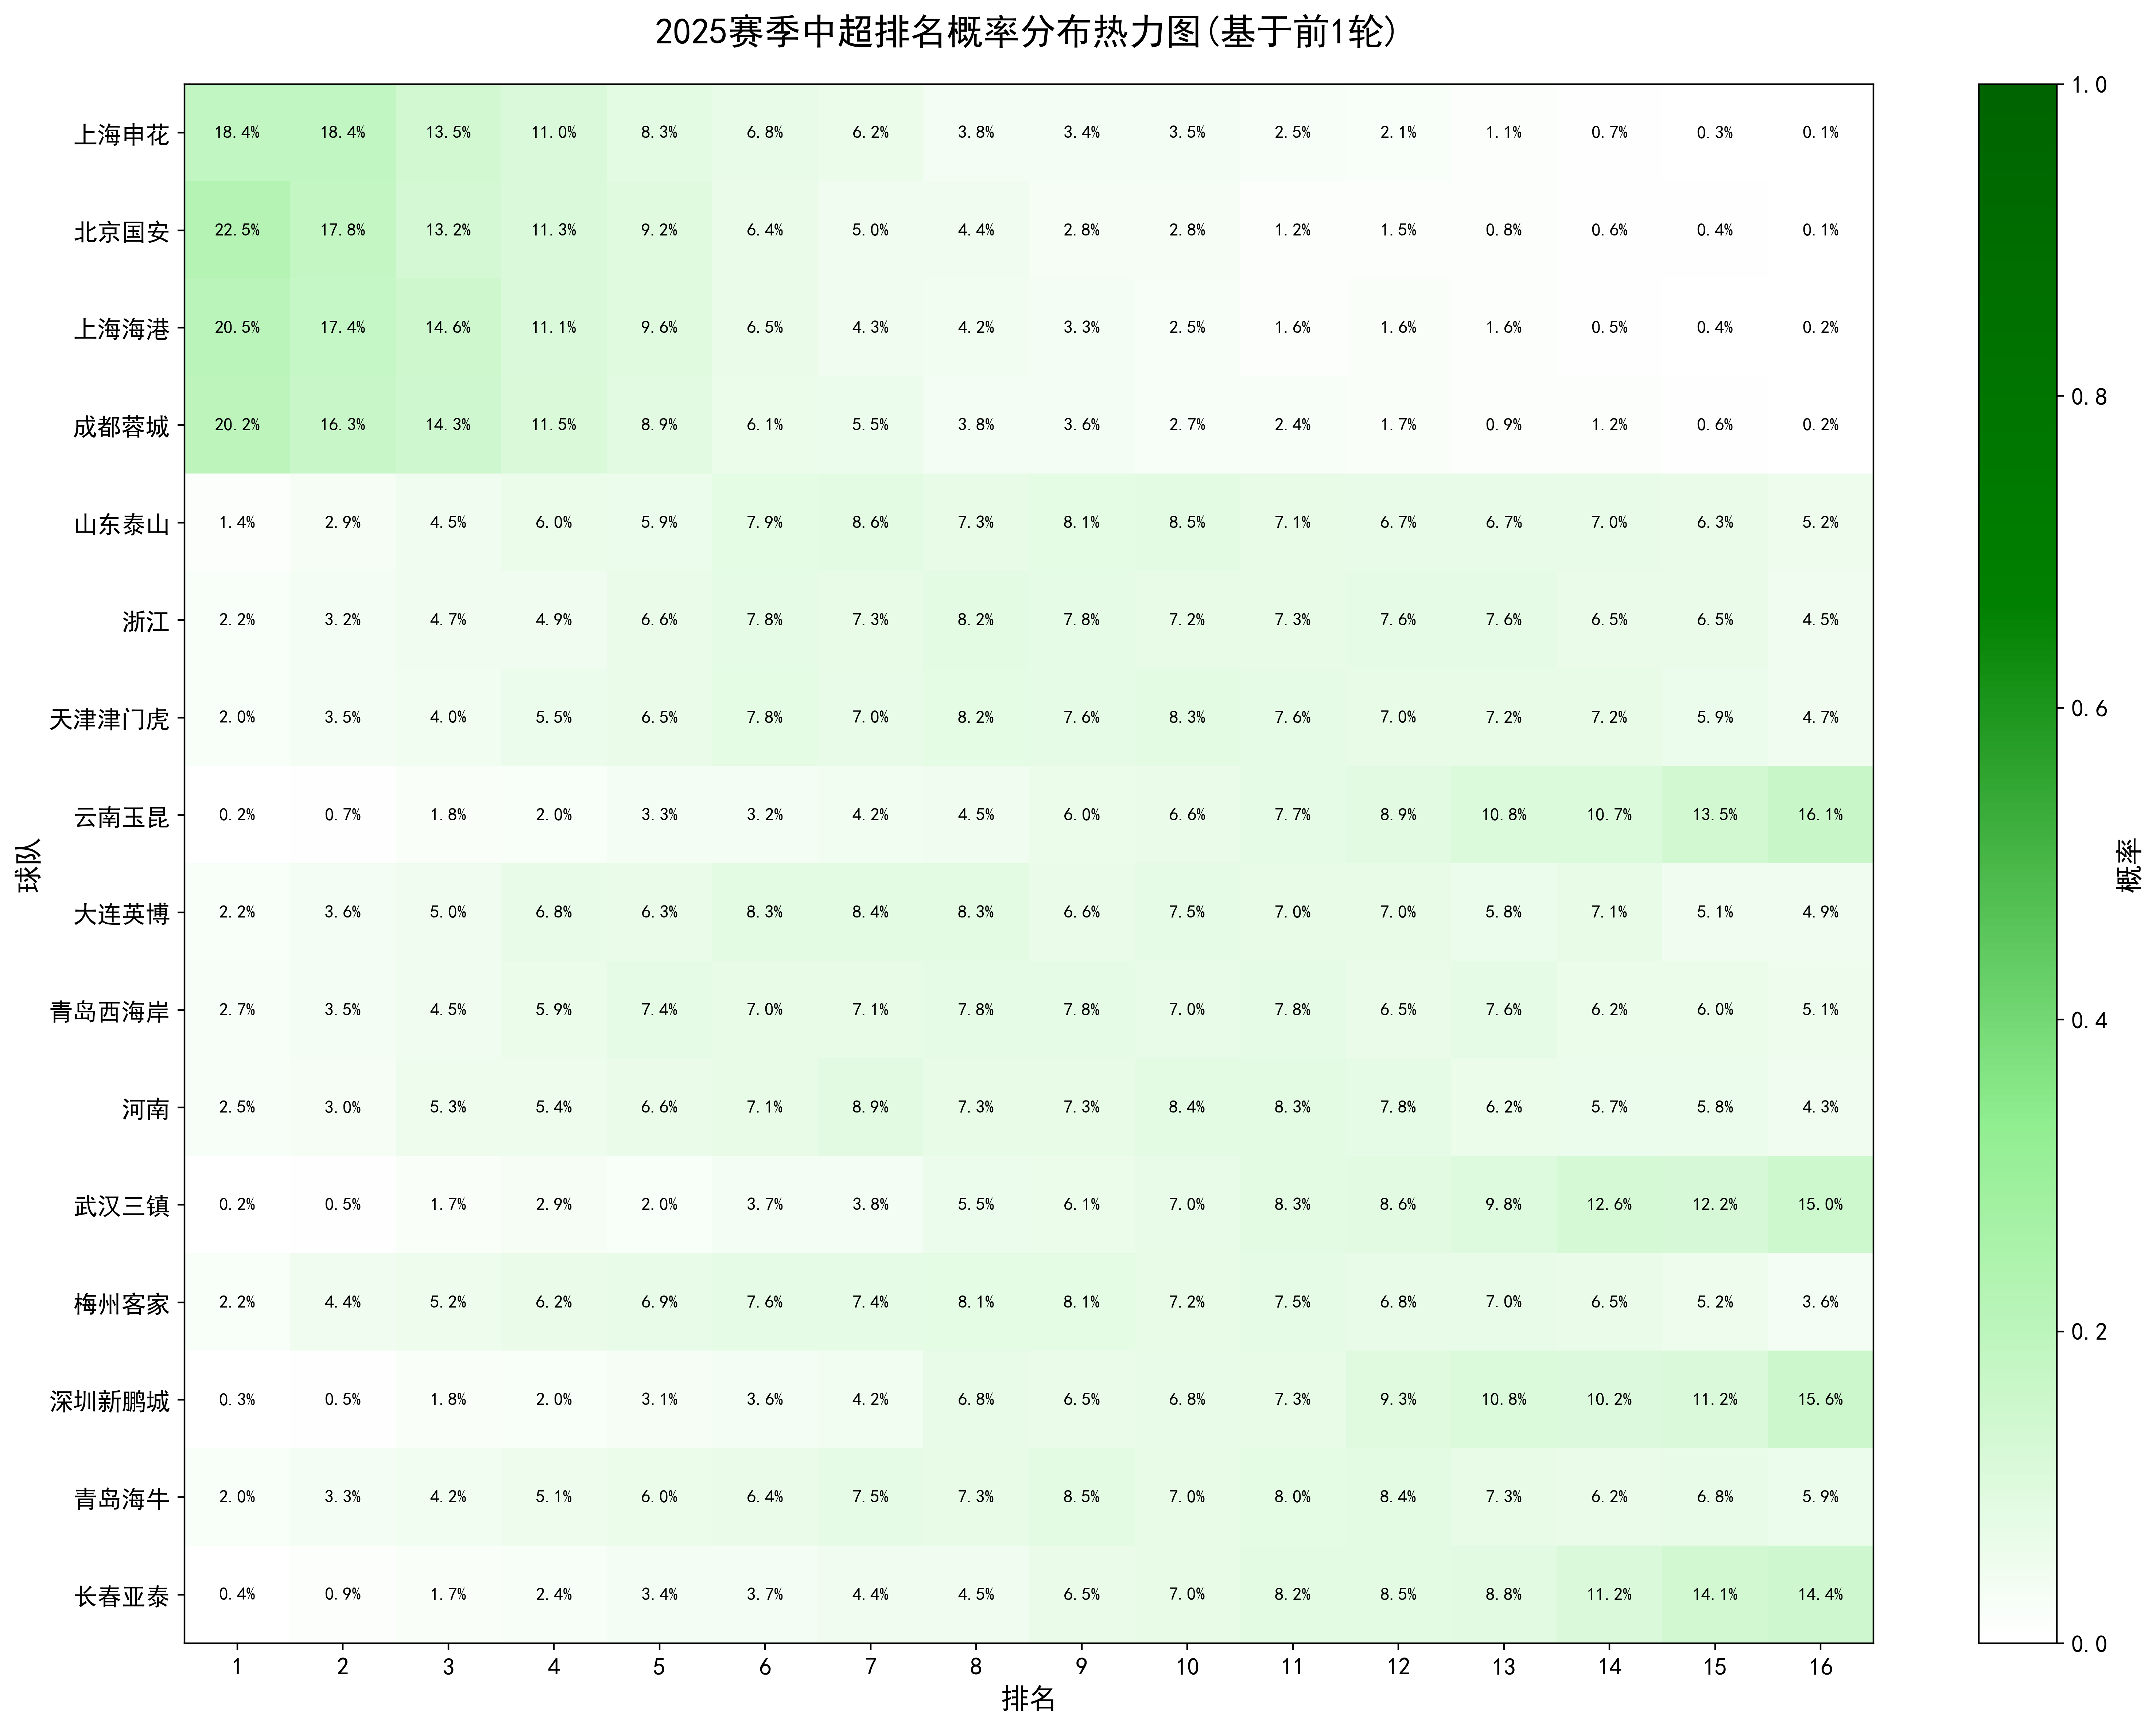 2025赛季中超排名概率分布热力图(基于前1轮)
上海申花 18.4% 18.4% 13.5% 11.0% 8.3% 6.8% 6.2% 3.8% 3.4% 3.5% 2.5% 2.1% 1.1% 0.7% 0.3% 0.1%
北京国安 22.5% 17.8% 13.2% 11.3% 9.2% 6.4% 5.0% 4.4% 2.8% 2.8% 1.2% 1.5% 0.8% 0.6% 0.4% 0.1%
上海海港 20.5% 17.4% 14.6% 11.1% 9.6% 6.5% 4.3% 4.2% 3.3% 2.5% 1.6% 1.6% 1.6% 0.5% 0.4% 0.2%
成都蓉城 20.2% 16.3% 14.3% 11.5% 8.9% 6.1% 5.5% 3.8% 3.6% 2.7% 2.4% 1.7% 0.9% 1.2% 0.6% 0.2%
山东泰山 1.4% 2.9% 4.5% 6.0% 5.9% 7.9% 8.6% 7.3% 8.1% 8.5% 7.1% 6.7% 6.7% 7.0% 6.3% 5.2%
浙江 2.2% 3.2% 4.7% 4.9% 6.6% 7.8% 7.3% 8.2% 7.8% 7.2% 7.3% 7.6% 7.6% 6.5% 6.5% 4.5%
天津津门虎 2.0% 3.5% 4.0% 5.5% 6.5% 7.8% 7.0% 8.2% 7.6% 8.3% 7.6% 7.0% 7.2% 7.2% 5.9% 4.7%
云南玉昆 0.2% 0.7% 1.8% 2.0% 3.3% 3.2% 4.2% 4.5% 6.0% 6.6% 7.7% 8.9% 10.8% 10.7% 13.5% 16.1%
大连英博 2.2% 3.6% 5.0% 6.8% 6.3% 8.3% 8.4% 8.3% 6.6% 7.5% 7.0% 7.0% 5.8% 7.1% 5.1% 4.9%
青岛西海岸 2.7% 3.5% 4.5% 5.9% 7.4% 7.0% 7.1% 7.8% 7.8% 7.0% 7.8% 6.5% 7.6% 6.2% 6.0% 5.1%
河南 2.5% 3.0% 5.3% 5.4% 6.6% 7.1% 8.9% 7.3% 7.3% 8.4% 8.3% 7.8% 6.2% 5.7% 5.8% 4.3%
武汉三镇 0.2% 0.5% 1.7% 2.9% 2.0% 3.7% 3.8% 5.5% 6.1% 7.0% 8.3% 8.6% 9.8% 12.6% 12.2% 15.0%
梅州客家 2.2% 4.4% 5.2% 6.2% 6.9% 7.6% 7.4% 8.1% 8.1% 7.2% 7.5% 6.8% 7.0% 6.5% 5.2% 3.6%
深圳新鹏城 0.3% 0.5% 1.8% 2.0% 3.1% 3.6% 4.2% 6.8% 6.5% 6.8% 7.3% 9.3% 10.8% 10.2% 11.2% 15.6%
青岛海牛 2.0% 3.3% 4.2% 5.1% 6.0% 6.4% 7.5% 7.3% 8.5% 7.0% 8.0% 8.4% 7.3% 6.2% 6.8% 5.9%
长春亚泰 0.4% 0.9% 1.7% 2.4% 3.4% 3.7% 4.4% 4.5% 6.5% 7.0% 8.2% 8.5% 8.8% 11.2% 14.1% 14.4%
1 2 3 4 5 6 7 8 9 10 11 12 13 14 15 16
排名
球队
1.0
0.8
0.6
0.4
0.2
0.0
概率